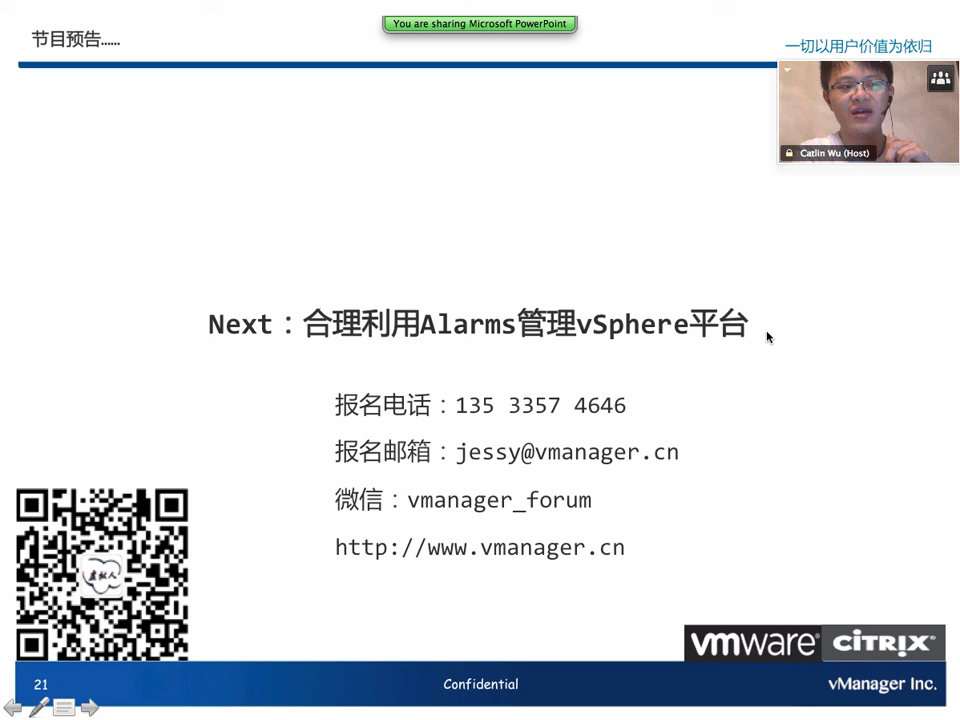 You are sharing Microsoft PowerPoint
节目预告......
一切以用户价值为依归
Catlin Wu (Host)
Next：合理利用Alarms管理vSphere平台
报名电话：135 3357 4646
报名邮箱：jessy@vmanager.cn
微信：vmanager_forum
http://www.vmanager.cn
虚拟人
vmware®
CITRIX®
21
Confidential
vManager Inc.